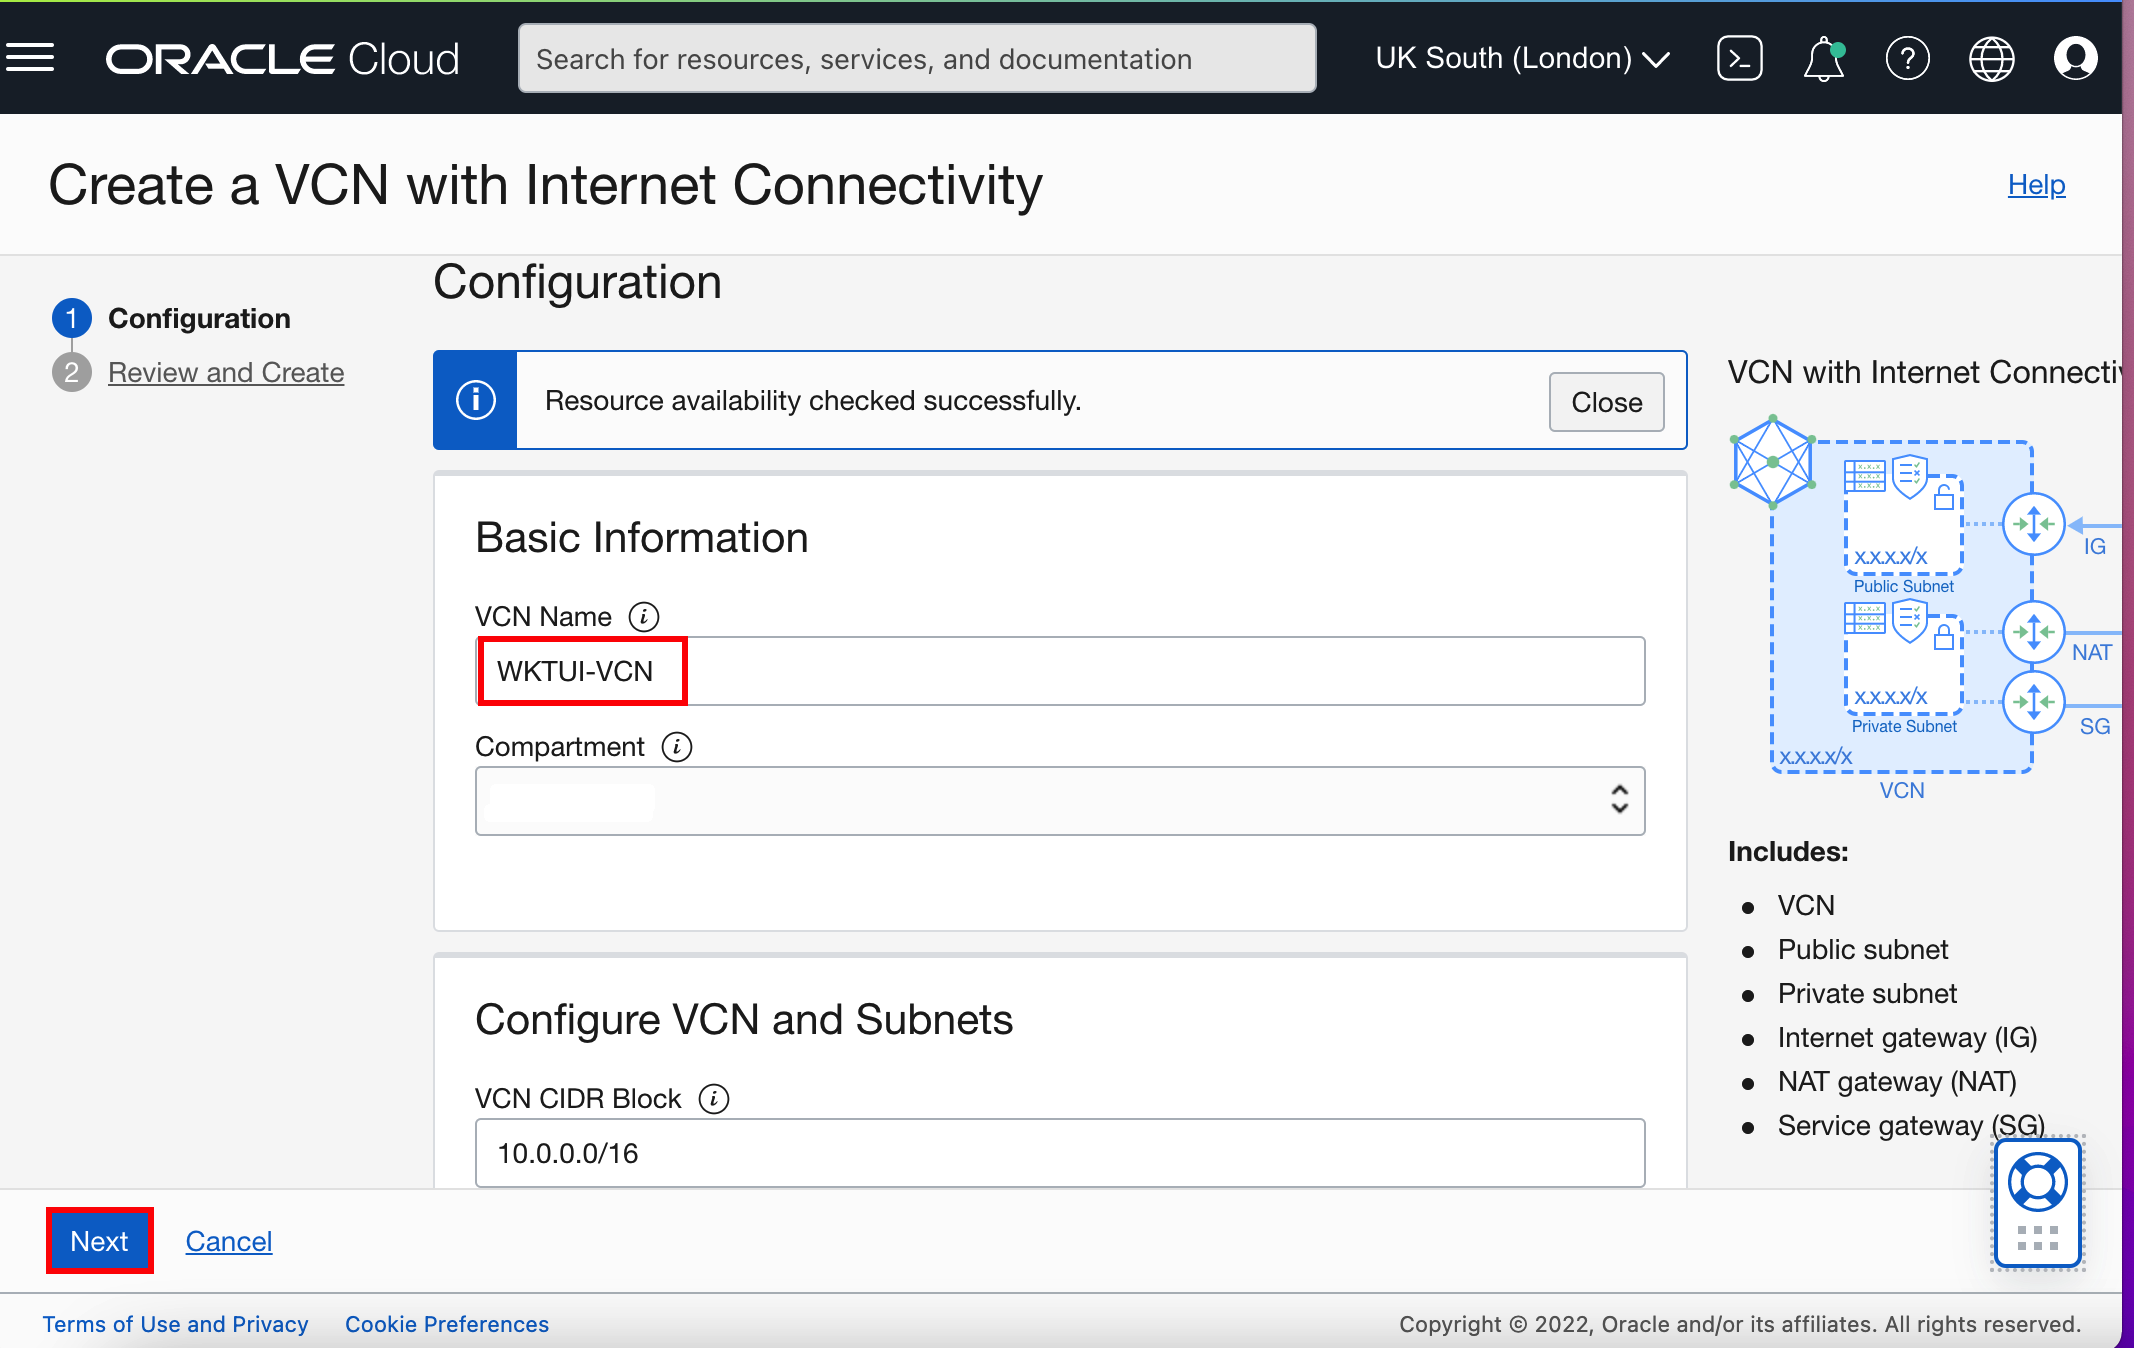 ORACLE Cloud
Search for resources, services, and documentation
UK South (London)
Create a VCN with Internet Connectivity
Help
1 Configuration
2 Review and Create
Configuration
Resource availability checked successfully.
Close
Basic Information
VCN Name
WKTUI-VCN
Compartment
Configure VCN and Subnets
VCN CIDR Block
10.0.0.0/16
VCN with Internet Connectiv
x.x.x.x/x
Public Subnet
IG
x.x.x.x/x
Private Subnet
NAT
SG
x.x.x.x/x
VCN
Includes:
VCN
Public subnet
Private subnet
Internet gateway (IG)
NAT gateway (NAT)
Service gateway (SG)
Next
Cancel
Terms of Use and Privacy
Cookie Preferences
Copyright © 2022, Oracle and/or its affiliates. All rights reserved.